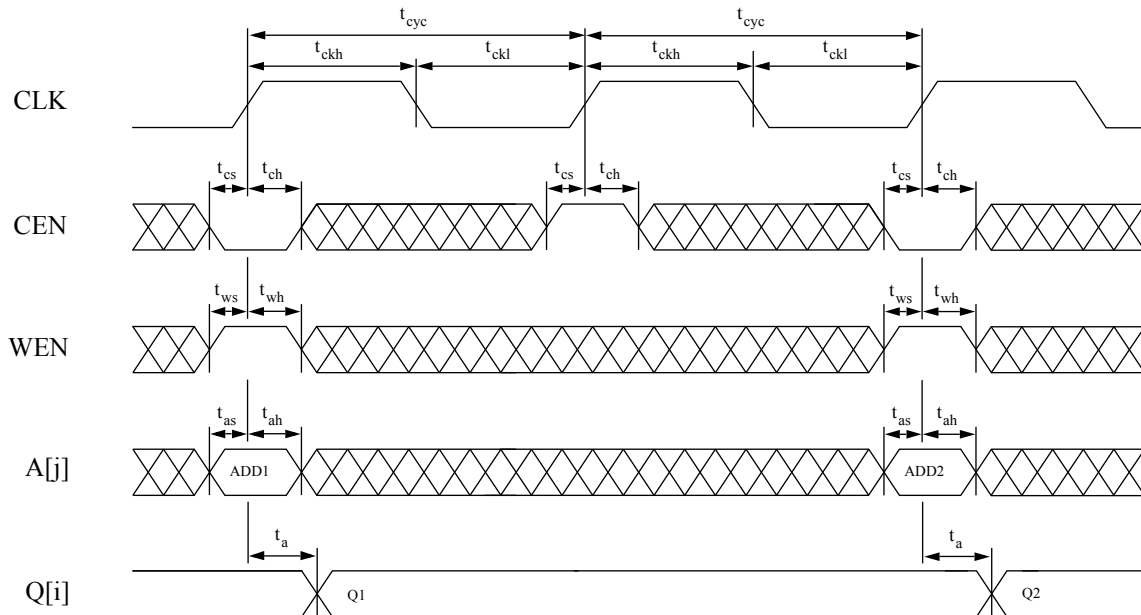 t_cyc t_cyc
t_ckh t_ckl t_ckh t_ckl
CLK
t_cs t_ch t_cs t_ch t_cs t_ch
CEN
t_ws t_wh t_ws t_wh
WEN
t_as t_ah t_as t_ah
A[j] ADD1 ADD2
t_a t_a
Q[i] Q1 Q2